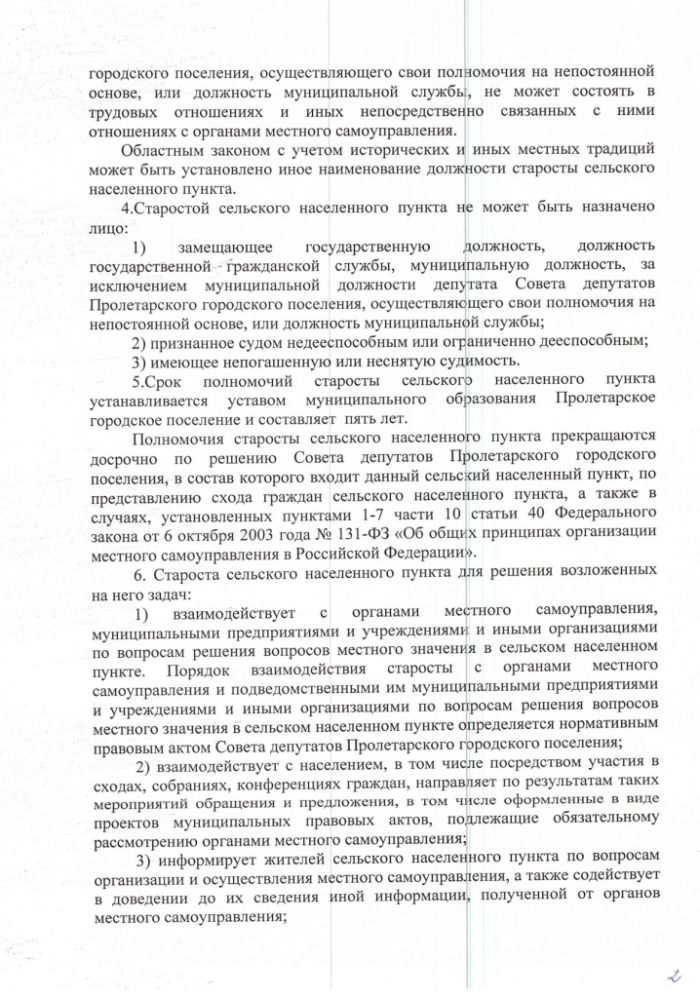 городского поселения, осуществляющего свои полномочия на непостоянной
основе, или должность муниципальной службы, не может состоять в
трудовых отношениях и иных непосредственно связанных с ними
отношениях с органами местного самоуправления.
Областным законом с учетом исторических и иных местных традиций
может быть установлено иное наименование должности старосты сельского
населенного пункта.
4.Старостой сельского населенного пункта не может быть назначено
лицо:
1) замещающее государственную должность, должность
государственной гражданской службы, муниципальную должность, за
исключением муниципальной должности депутата Совета депутатов
Пролетарского городского поселения, осуществляющего свои полномочия на
непостоянной основе, или должность муниципальной службы;
2) признанное судом недееспособным или ограниченно дееспособным;
3) имеющее непогашенную или неснятую судимость.
5.Срок полномочий старосты сельского населенного пункта
устанавливается уставом муниципального образования Пролетарское
городское поселение и составляет пять лет.
Полномочия старосты сельского населенного пункта прекращаются
досрочно по решению Совета депутатов Пролетарского городского
поселения, в состав которого входит данный сельский населенный пункт, по
представлению схода граждан сельского населенного пункта, а также в
случаях, установленных пунктами 1-7 части 10 статьи 40 Федерального
закона от 6 октября 2003 года № 131-ФЗ «Об общих принципах организации
местного самоуправления в Российской Федерации».
6. Староста сельского населенного пункта для решения возложенных
на него задач:
1) взаимодействует с органами местного самоуправления,
муниципальными предприятиями и учреждениями и иными организациями
по вопросам решения вопросов местного значения в сельском населенном
пункте. Порядок взаимодействия старосты с органами местного
самоуправления и подведомственными им муниципальными предприятиями
и учреждениями и иными организациями по вопросам решения вопросов
местного значения в сельском населенном пункте определяется нормативным
правовым актом Совета депутатов Пролетарского городского поселения;
2) взаимодействует с населением, в том числе посредством участия в
сходах, собраниях, конференциях граждан, направляет по результатам таких
мероприятий обращения и предложения, в том числе оформленные в виде
проектов муниципальных правовых актов, подлежащие обязательному
рассмотрению органами местного самоуправления;
3) информирует жителей сельского населенного пункта по вопросам
организации и осуществления местного самоуправления, а также содействует
в доведении до их сведения иной информации, полученной от органов
местного самоуправления;
2